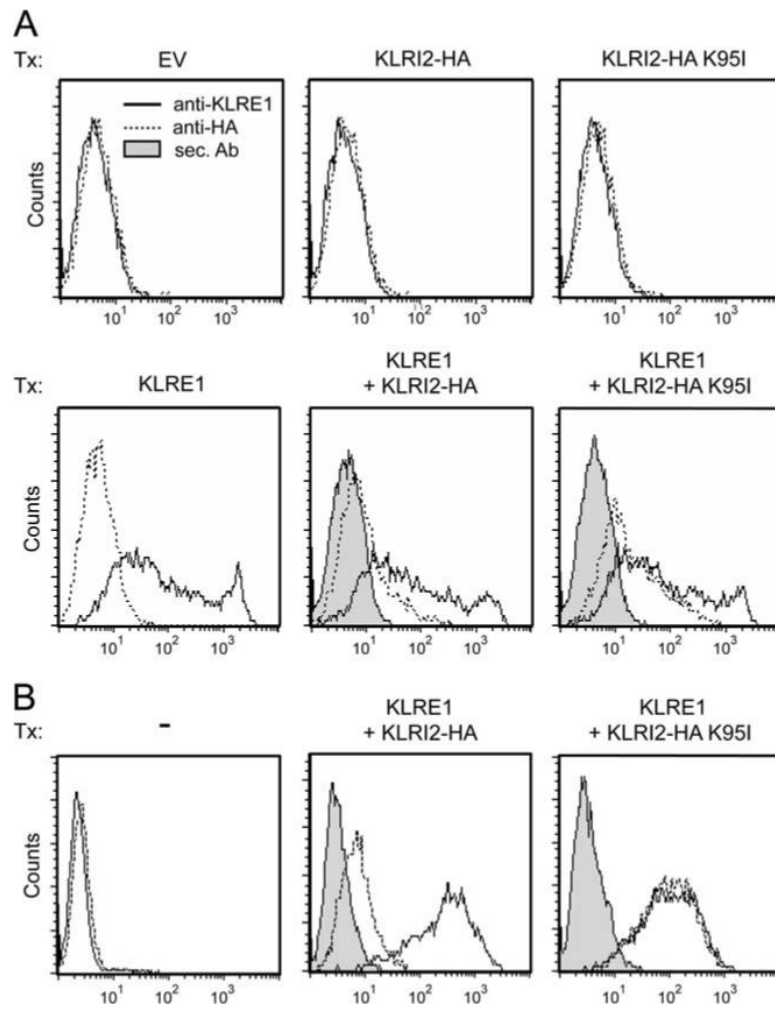 A
Tx: EV KLRI2-HA KLRI2-HA K95I
anti-KLRE1
anti-HA
sec. Ab
Counts
10¹ 10² 10³ 10¹ 10² 10³ 10¹ 10² 10³
Tx: KLRE1 KLRE1 + KLRI2-HA KLRE1 + KLRI2-HA K95I
Counts
10¹ 10² 10³ 10¹ 10² 10³ 10¹ 10² 10³
B
Tx: - KLRE1 + KLRI2-HA KLRE1 + KLRI2-HA K95I
Counts
10¹ 10² 10³ 10¹ 10² 10³ 10¹ 10² 10³